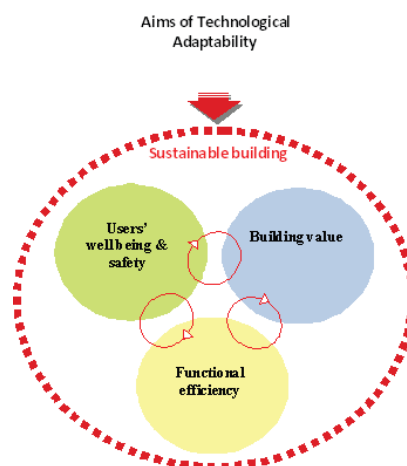 Aims of Technological
Adaptability
Sustainable building
Users'
wellbeing &
safety
Building value
Functional
efficiency